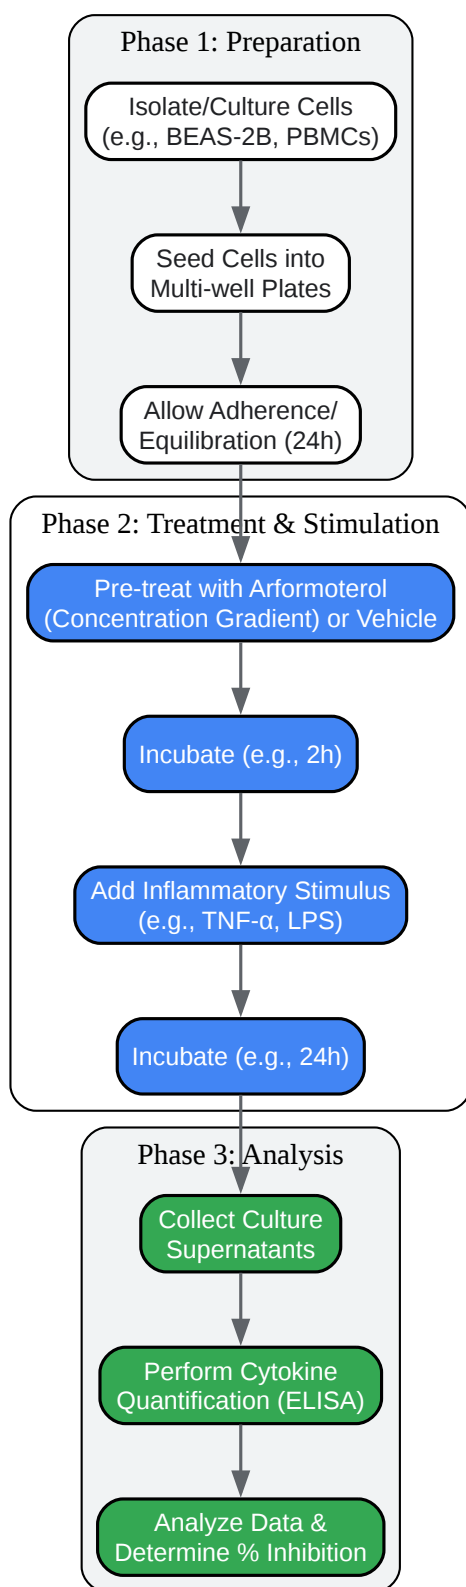 Phase 1: Preparation
Isolate/Culture Cells
(e.g., BEAS-2B, PBMCs)
Seed Cells into
Multi-well Plates
Allow Adherence/
Equilibration (24h)
Phase 2: Treatment & Stimulation
Pre-treat with Arformoterol
(Concentration Gradient) or Vehicle
Incubate (e.g., 2h)
Add Inflammatory Stimulus
(e.g., TNF-α, LPS)
Incubate (e.g., 24h)
Phase 3: Analysis
Collect Culture
Supernatants
Perform Cytokine
Quantification (ELISA)
Analyze Data &
Determine % Inhibition